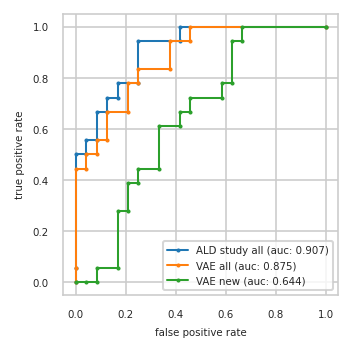 1.0
0.8
0.6
0.4
0.2
0.0
true positive rate
ALD study all (auc: 0.907)
VAE all (auc: 0.875)
VAE new (auc: 0.644)
0.0 0.2 0.4 0.6 0.8 1.0
false positive rate